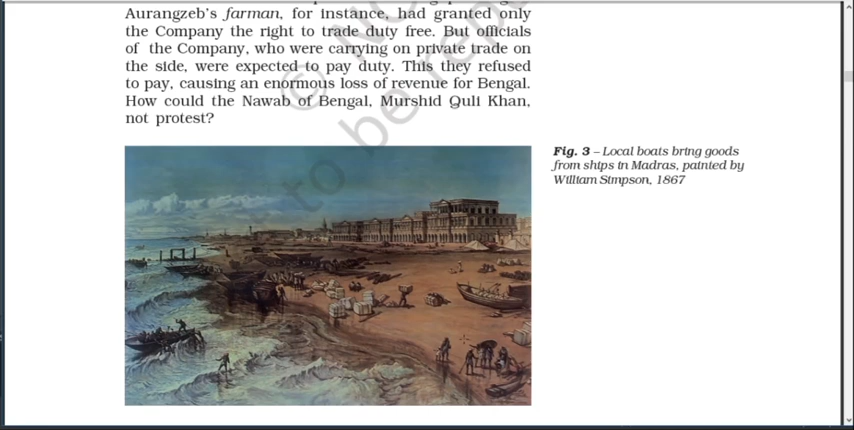 Aurangzeb's farman, for instance, had granted only
the Company the right to trade duty free. But officials
of the Company, who were carrying on private trade on
the side, were expected to pay duty. This they refused
to pay, causing an enormous loss of revenue for Bengal.
How could the Nawab of Bengal, Murshid Quli Khan,
not protest?
Fig. 3 – Local boats bring goods
from ships in Madras, painted by
William Simpson, 1867
to be